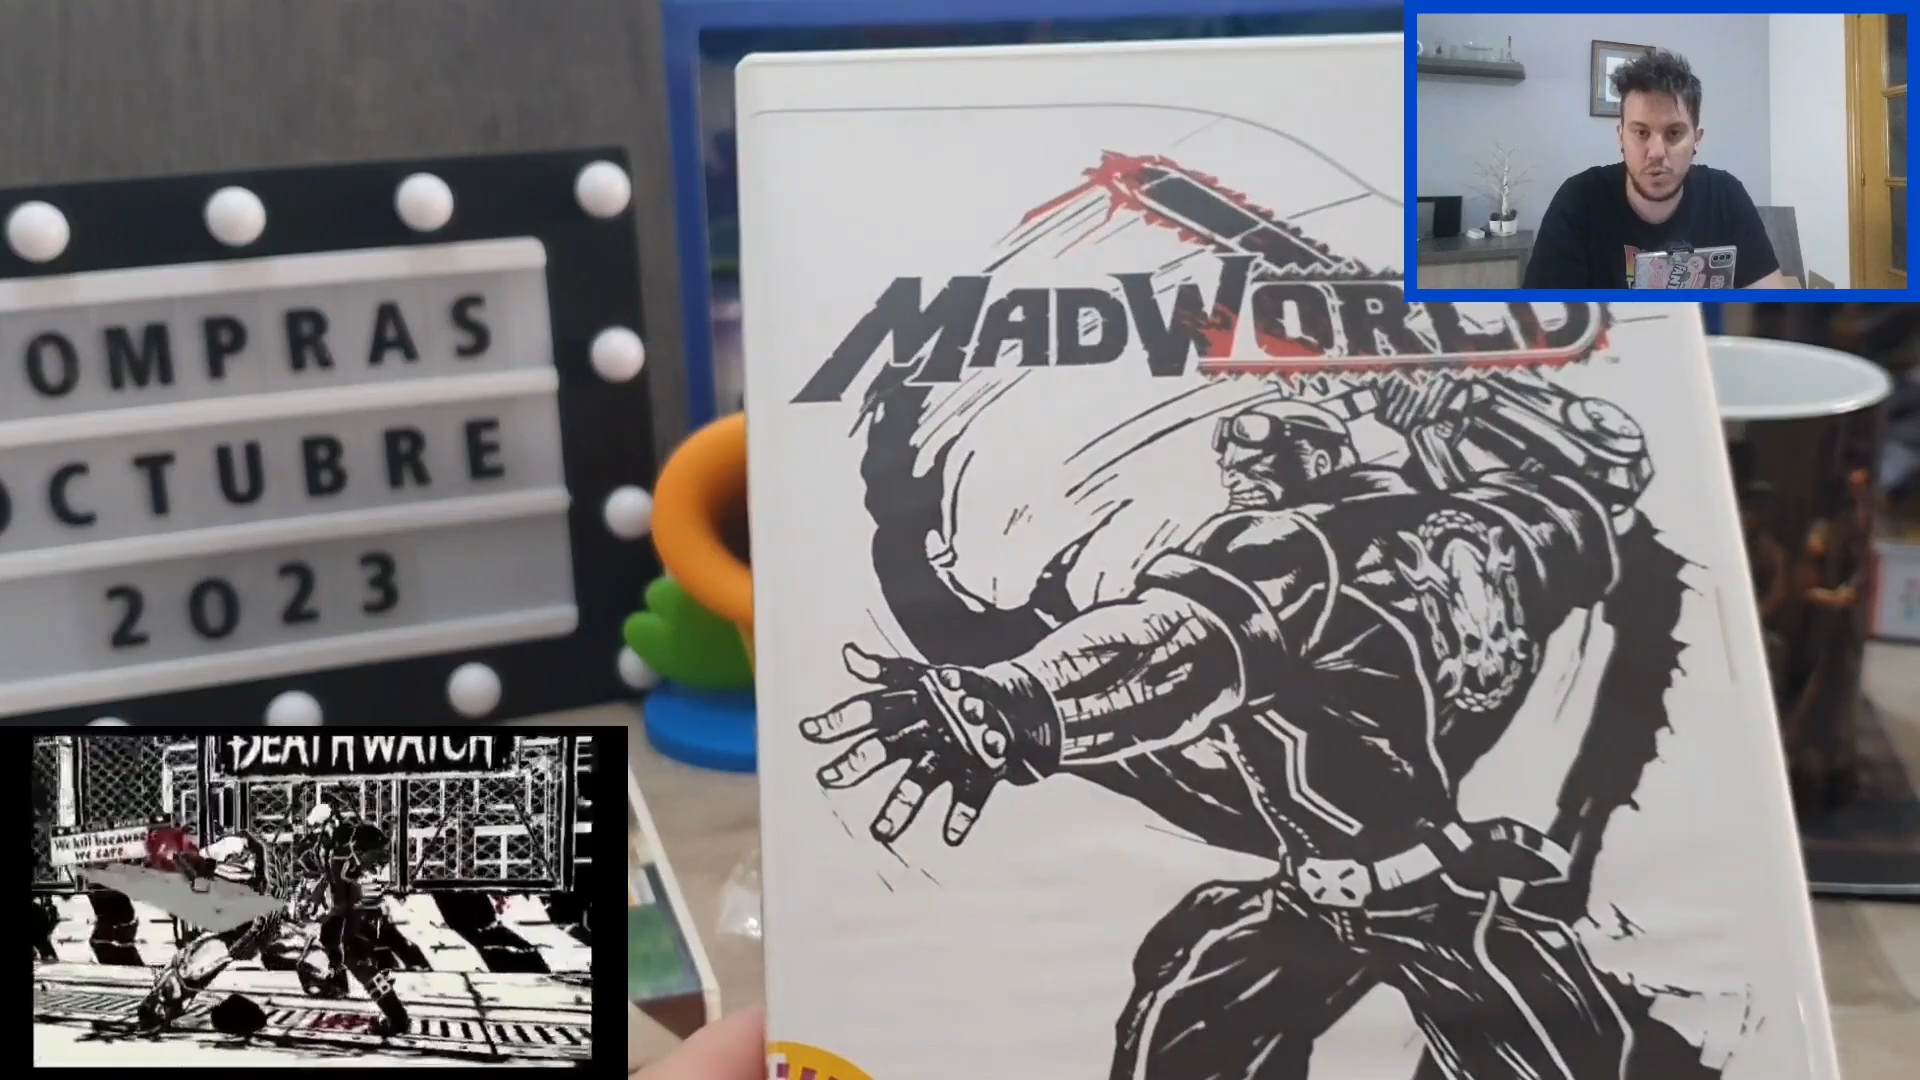 OMPRAS
OCTUBRE
2023
MADWORLD
DEATHWATCH
We kill because
we care